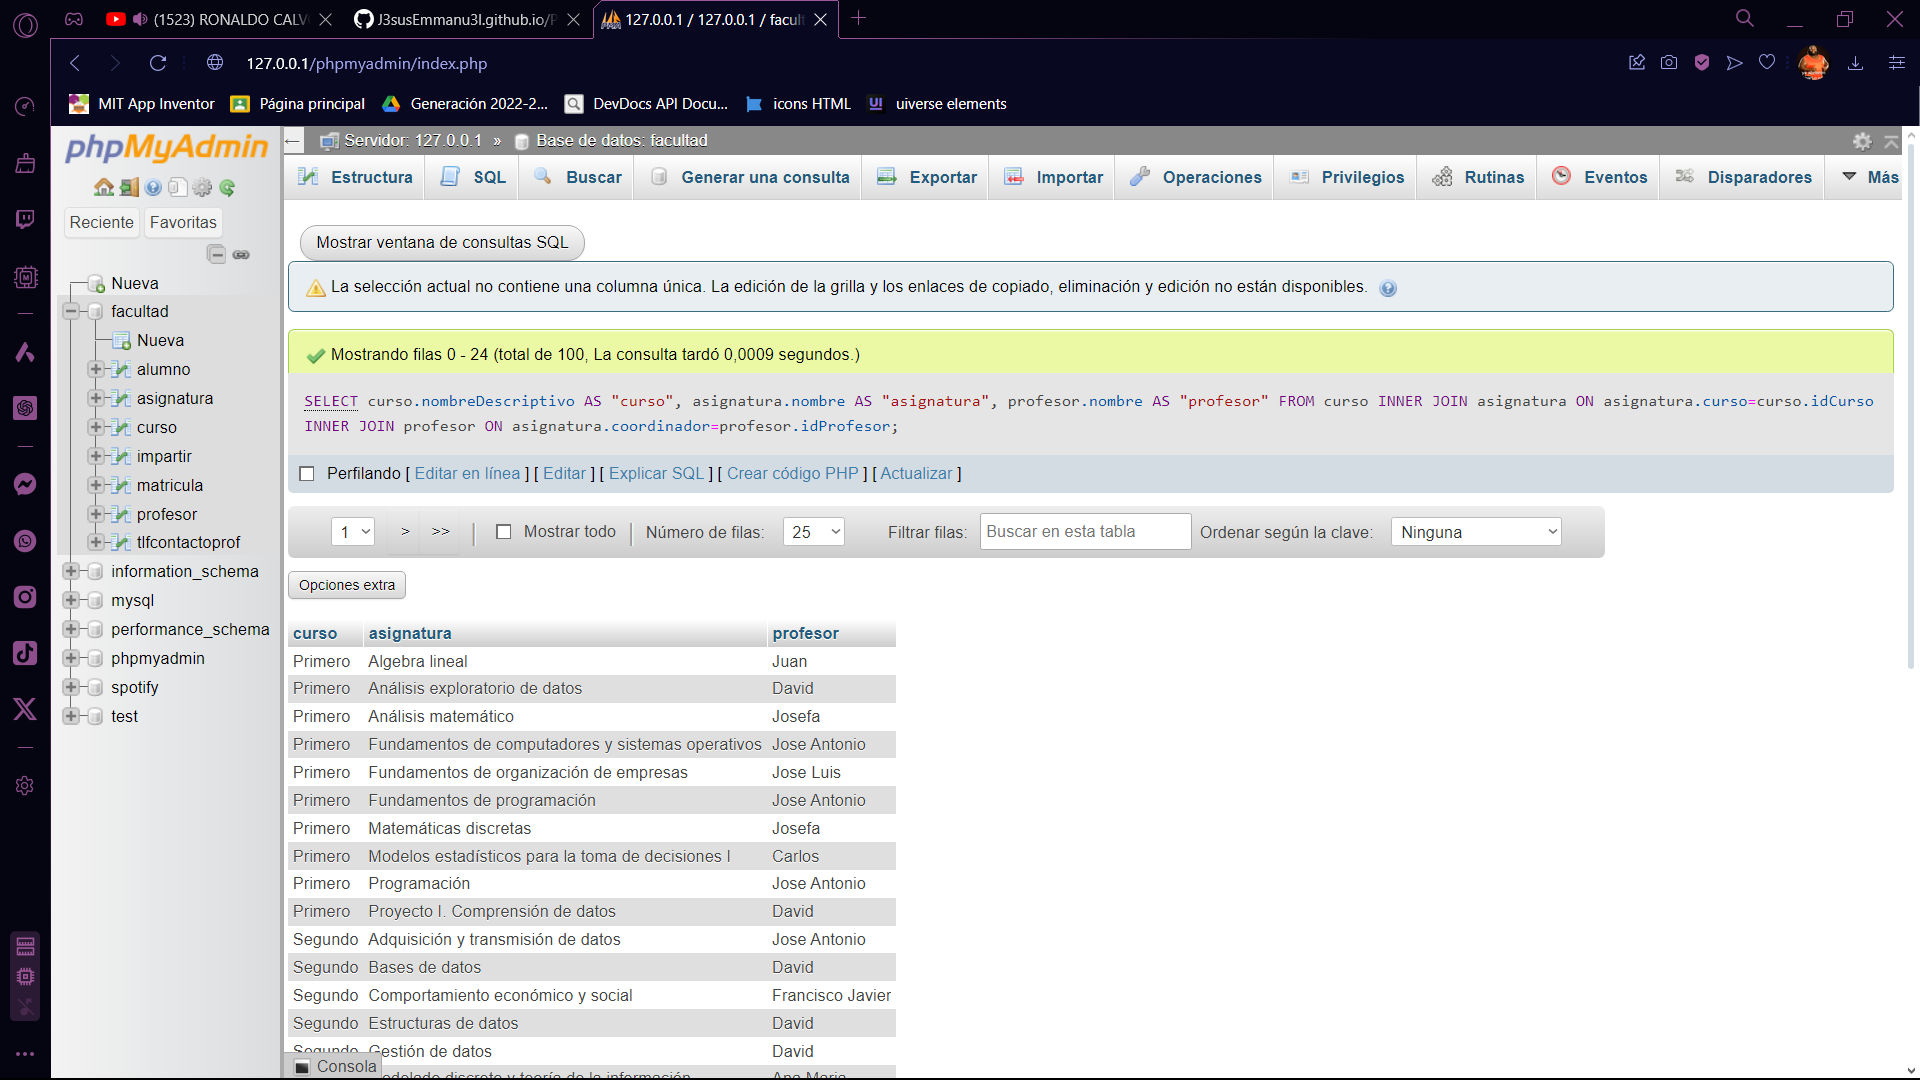 (1523) RONALDO CALV
J3susEmmanu3l.github.io/P
127.0.0.1 / 127.0.0.1 / facult
127.0.0.1/phpmyadmin/index.php
MIT App Inventor
Página principal
Generación 2022-2...
DevDocs API Docu...
icons HTML
UI
uiverse elements
phpMyAdmin
Reciente
Favoritas
Nueva
facultad
Nueva
alumno
asignatura
curso
impartir
matricula
profesor
tlfcontactoprof
information_schema
mysql
performance_schema
phpmyadmin
spotify
test
Servidor: 127.0.0.1 » Base de datos: facultad
Estructura
SQL
Buscar
Generar una consulta
Exportar
Importar
Operaciones
Privilegios
Rutinas
Eventos
Disparadores
Más
Mostrar ventana de consultas SQL
La selección actual no contiene una columna única. La edición de la grilla y los enlaces de copiado, eliminación y edición no están disponibles.
Mostrando filas 0 - 24 (total de 100, La consulta tardó 0,0009 segundos.)
SELECT curso.nombreDescriptivo AS "curso", asignatura.nombre AS "asignatura", profesor.nombre AS "profesor" FROM curso INNER JOIN asignatura ON asignatura.curso=curso.idCurso
INNER JOIN profesor ON asignatura.coordinador=profesor.idProfesor;
Perfilando [ Editar en línea ] [ Editar ] [ Explicar SQL ] [ Crear código PHP ] [ Actualizar ]
1 > >> | Mostrar todo | Número de filas: 25 Filtrar filas: Buscar en esta tabla Ordenar según la clave: Ninguna
Opciones extra
curso asignatura profesor
Primero Algebra lineal Juan
Primero Análisis exploratorio de datos David
Primero Análisis matemático Josefa
Primero Fundamentos de computadores y sistemas operativos Jose Antonio
Primero Fundamentos de organización de empresas Jose Luis
Primero Fundamentos de programación Jose Antonio
Primero Matemáticas discretas Josefa
Primero Modelos estadísticos para la toma de decisiones I Carlos
Primero Programación Jose Antonio
Primero Proyecto I. Comprensión de datos David
Segundo Adquisición y transmisión de datos Jose Antonio
Segundo Bases de datos David
Segundo Comportamiento económico y social Francisco Javier
Segundo Estructuras de datos David
Segundo Gestión de datos David
Consola